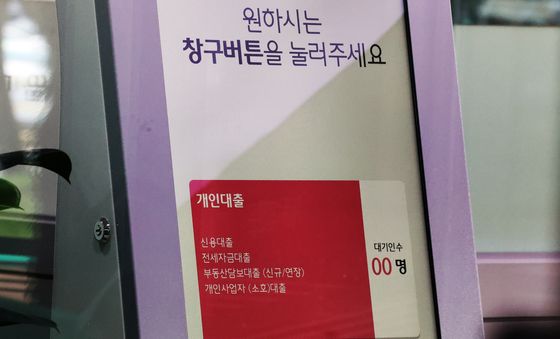 원하시는
창구버튼을 눌러주세요
개인대출
신용대출
전세자금대출
부동산담보대출 (신규/연장)
개인사업자 (소호)대출
대기인수
00 명